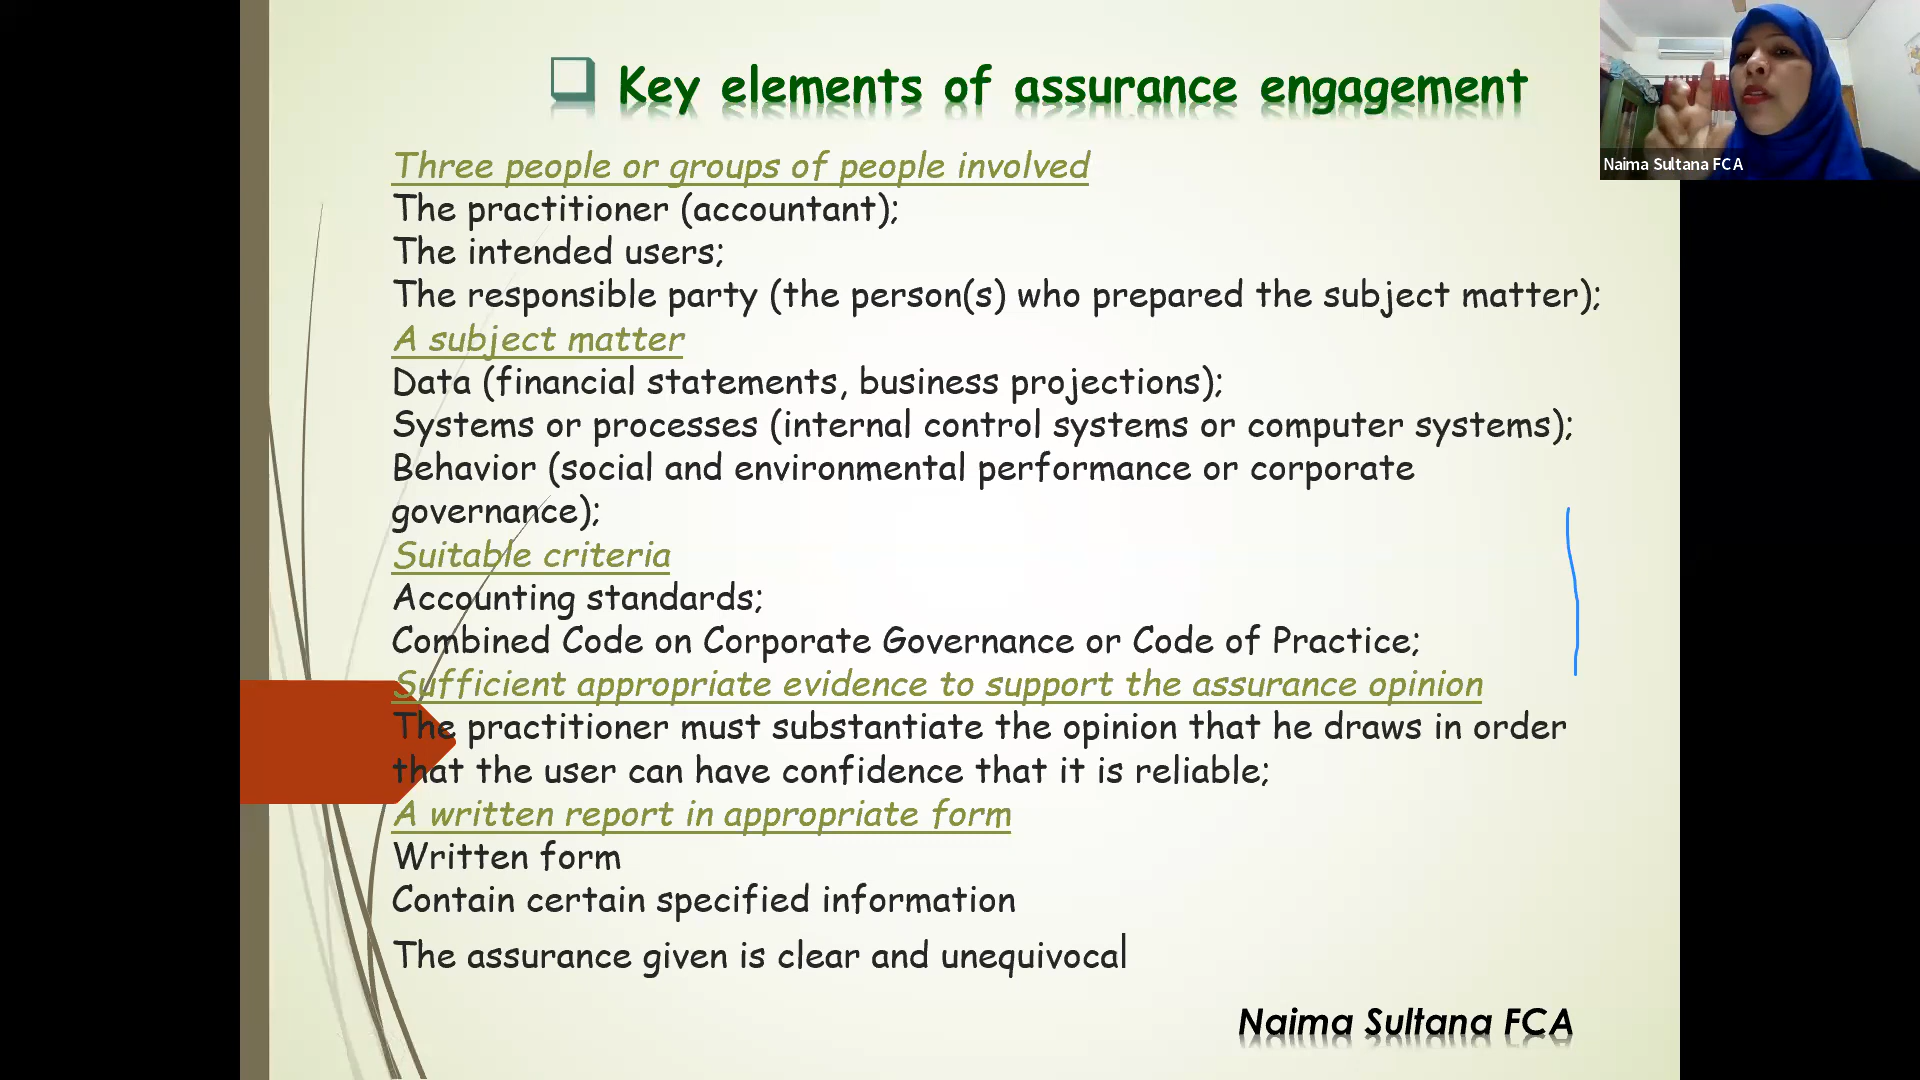 Key elements of assurance engagement
Naima Sultana FCA
Three people or groups of people involved
The practitioner (accountant);
The intended users;
The responsible party (the person(s) who prepared the subject matter);
A subject matter
Data (financial statements, business projections);
Systems or processes (internal control systems or computer systems);
Behavior (social and environmental performance or corporate
governance);
Suitable criteria
Accounting standards;
Combined Code on Corporate Governance or Code of Practice;
Sufficient appropriate evidence to support the assurance opinion
The practitioner must substantiate the opinion that he draws in order
that the user can have confidence that it is reliable;
A written report in appropriate form
Written form
Contain certain specified information
The assurance given is clear and unequivocal
Naima Sultana FCA